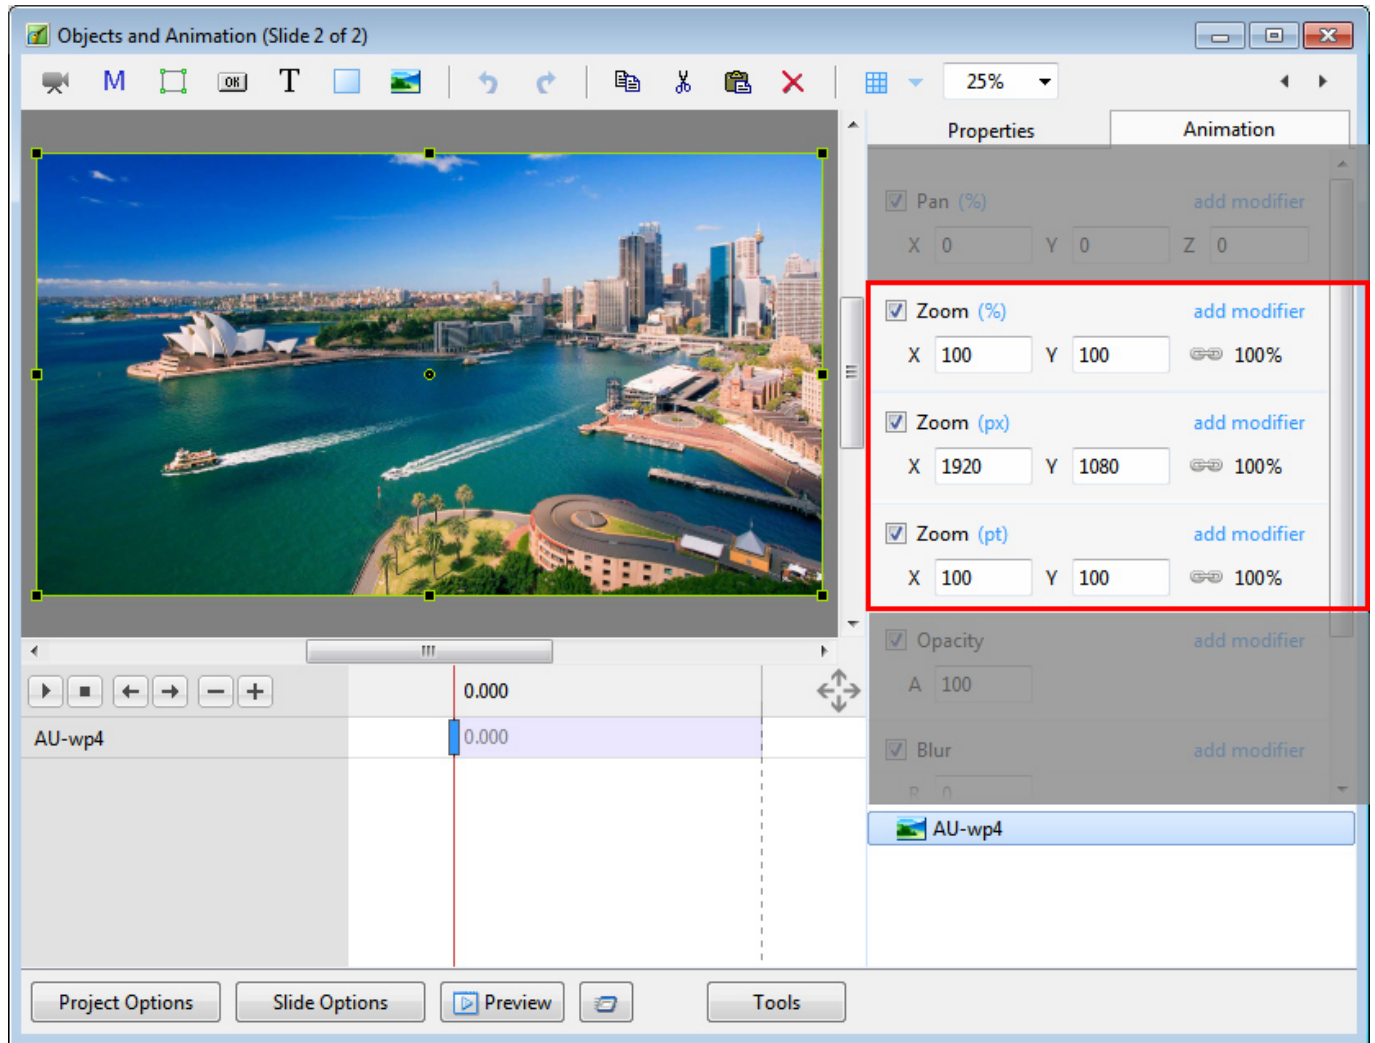 Objects and Animation (Slide 2 of 2)
M OK T 25%
Properties Animation
Pan (%) add modifier
X 0 Y 0 Z 0
Zoom (%) add modifier
X 100 Y 100 100%
Zoom (px) add modifier
X 1920 Y 1080 100%
Zoom (pt) add modifier
X 100 Y 100 100%
Opacity add modifier
A 100
Blur add modifier
B 0
0.000
AU-wp4 0.000
AU-wp4
Project Options Slide Options Preview Tools